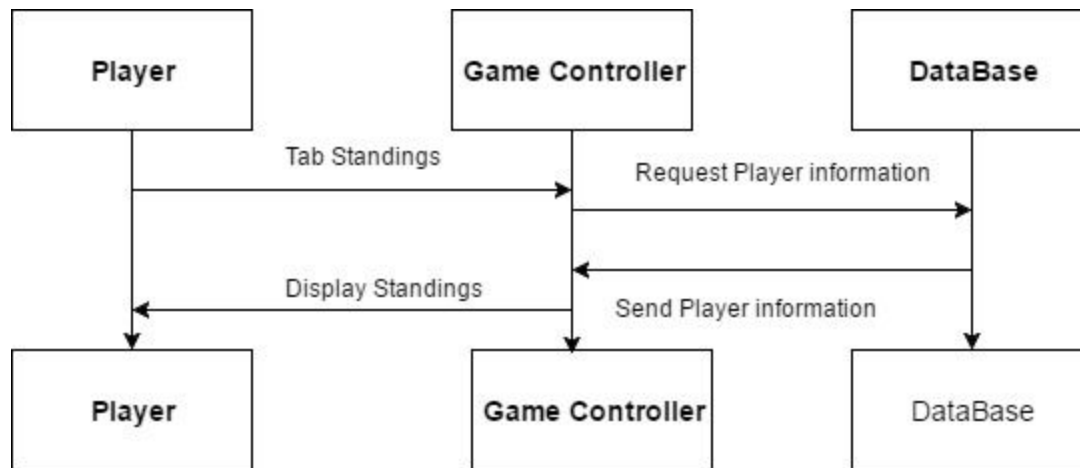 Player
Game Controller
DataBase
Tab Standings
Request Player information
Display Standings
Send Player information
Player
Game Controller
DataBase